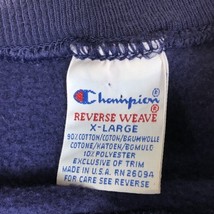 Champion
REVERSE WEAVE
X-LARGE
90% COTTON/COTON/BAUMWOLLE
COTONE/KATOEN/BOMULD
10% POLYESTER
EXCLUSIVE OF TRIM
MADE IN U.S.A. RN 26094
FOR CARE SEE REVERSE